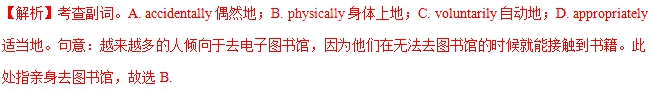 【解析】考查副词。A. accidentally 偶然地；B. physically 身体上地；C. voluntarily 自动地；D. appropriately
适当地。句意：越来越多的人倾向于去电子图书馆，因为他们在无法去图书馆的时候就能接触到书籍。此
处指亲身去图书馆，故选 B.